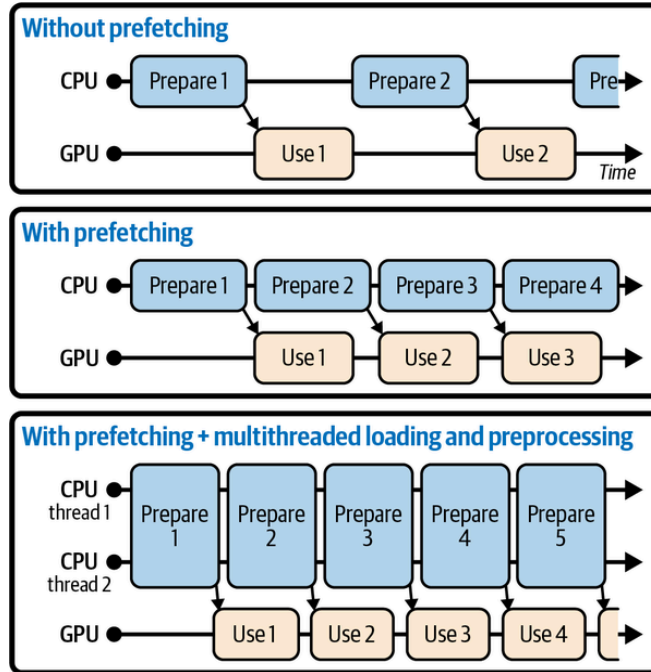 Without prefetching
CPU Prepare 1 Prepare 2 Pre
GPU Use 1 Use 2
Time
With prefetching
CPU Prepare 1 Prepare 2 Prepare 3 Prepare 4
GPU Use 1 Use 2 Use 3
With prefetching + multithreaded loading and preprocessing
CPU
thread 1
Prepare
1
Prepare
2
Prepare
3
Prepare
4
Prepare
5
CPU
thread 2
GPU Use 1 Use 2 Use 3 Use 4